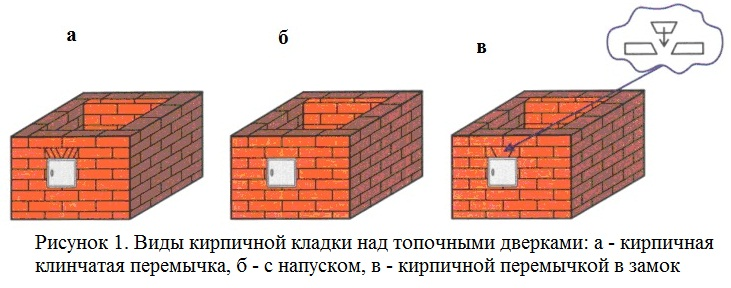 а б в
Рисунок 1. Виды кирпичной кладки над топочными дверками: а - кирпичная
клинчатая перемычка, б - с напуском, в - кирпичной перемычкой в замок